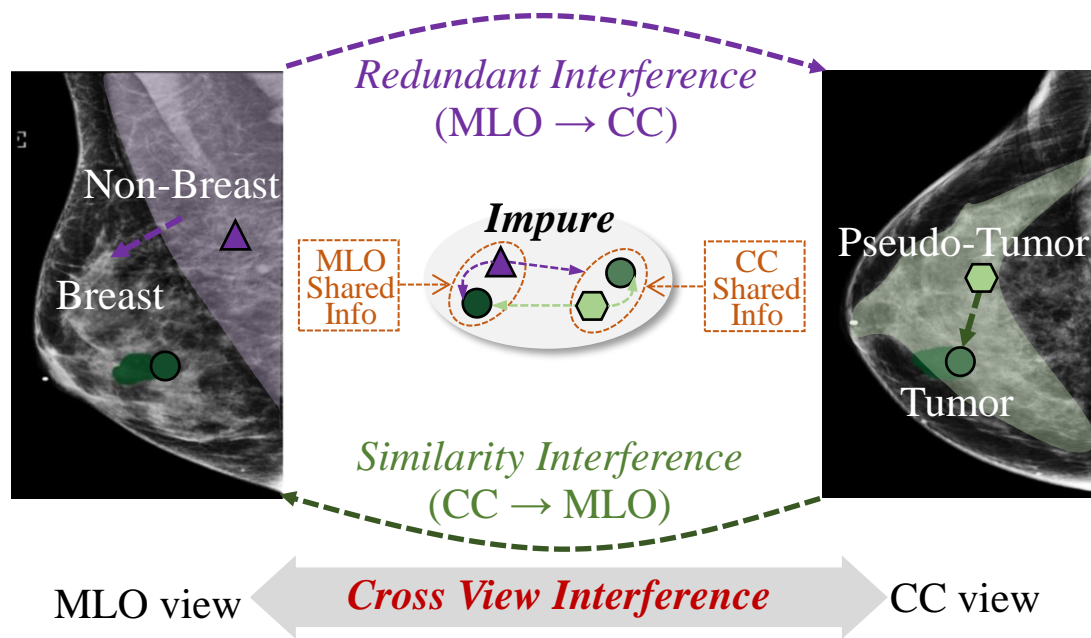 Redundant Interference
(MLO → CC)
Non-Breast
Breast
Impure
MLO
Shared
Info
CC
Shared
Info
Pseudo-Tumor
Tumor
Similarity Interference
(CC → MLO)
MLO view
Cross View Interference
CC view